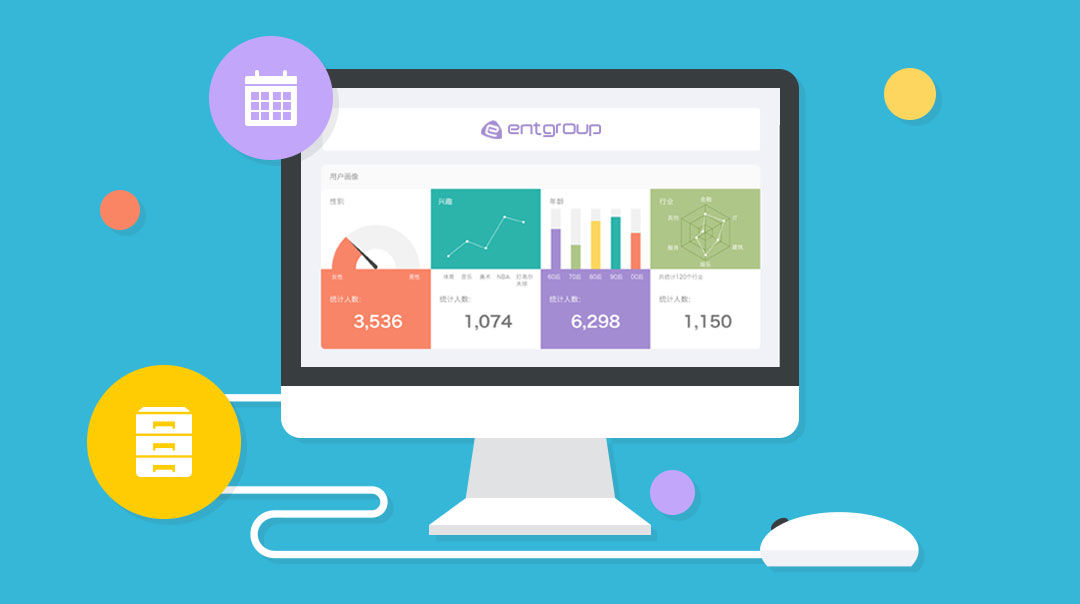 entgroup
用户画像
性别
女性
男性
统计人数:
3,536
兴趣
体育
音乐
美术
NBA
打高尔
夫球
统计人数:
1,074
年龄
60后
70后
80后
90后
00后
统计人数:
6,298
行业
金融
IT
建筑
娱乐
服务
其他
共统计120个行业
统计人数:
1,150